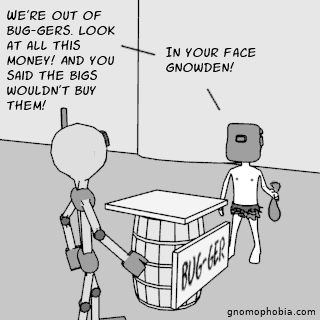 WE'RE OUT OF
BUG-GERS. LOOK
AT ALL THIS
MONEY! AND YOU
SAID THE BIGS
WOULDN'T BUY
THEM!
IN YOUR FACE
GNOWDEN!
BUG-GER
gnomophobia.com